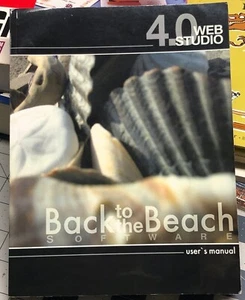 4.0 WEB STUDIO
Back to the Beach
SOFTWARE
user`s manual